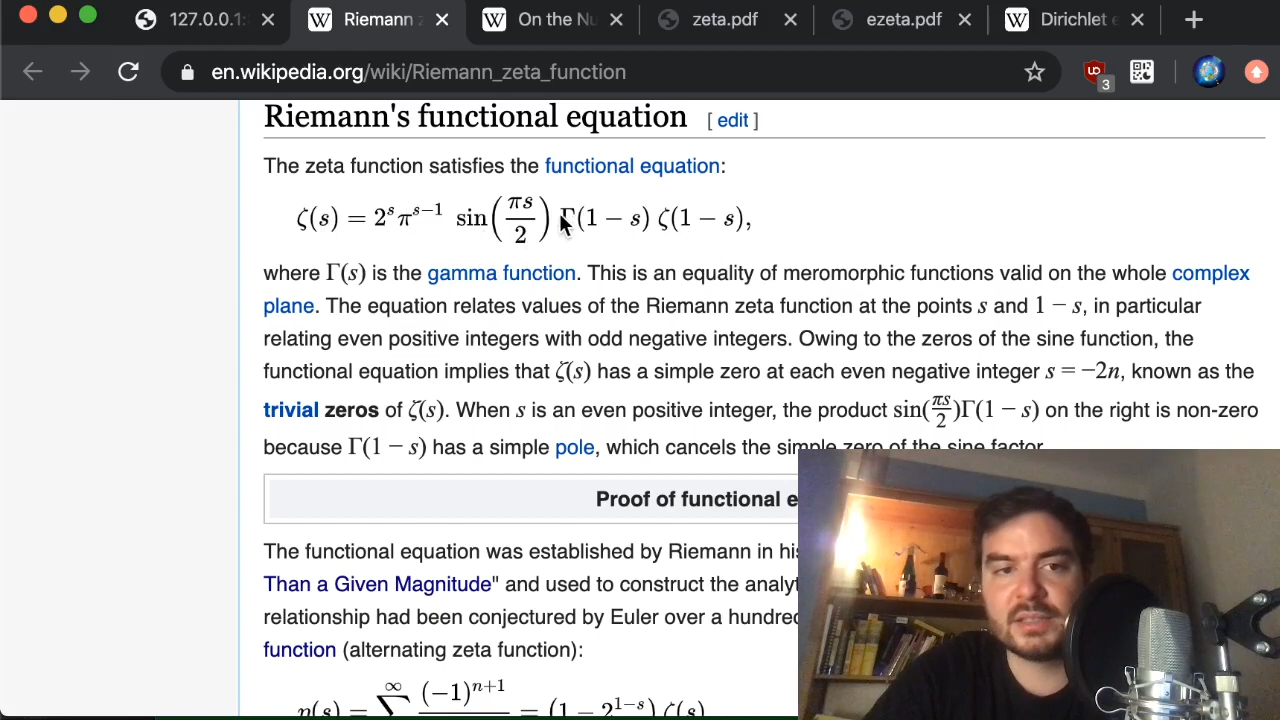 127.0.0.1:
Riemann
On the Nu
zeta.pdf
ezeta.pdf
Dirichlet e
en.wikipedia.org/wiki/Riemann_zeta_function
3
Riemann's functional equation [ edit ]
The zeta function satisfies the functional equation:
ζ(s) = 2^s π^{s−1} sin(πs/2) Γ(1 − s) ζ(1 − s),
where Γ(s) is the gamma function. This is an equality of meromorphic functions valid on the whole complex
plane. The equation relates values of the Riemann zeta function at the points s and 1 − s, in particular
relating even positive integers with odd negative integers. Owing to the zeros of the sine function, the
functional equation implies that ζ(s) has a simple zero at each even negative integer s = −2n, known as the
trivial zeros of ζ(s). When s is an even positive integer, the product sin(πs/2)Γ(1 − s) on the right is non-zero
because Γ(1 − s) has a simple pole, which cancels the simple zero of the sine factor.
Proof of functional e
The functional equation was established by Riemann in his
Than a Given Magnitude" and used to construct the analyt
relationship had been conjectured by Euler over a hundred
function (alternating zeta function):
η(s) = ∑^∞ (−1)^{n+1} = (1 − 2^{1−s}) ζ(s)